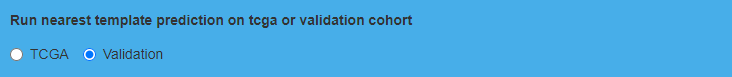 Run nearest template prediction on tcga or validation cohort
TCGA Validation